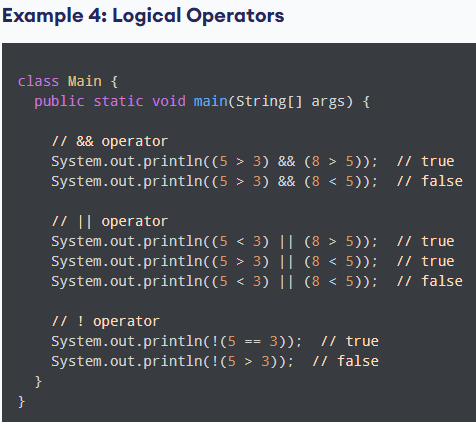 Example 4: Logical Operators
class Main {
  public static void main(String[] args) {
    // && operator
    System.out.println((5 > 3) && (8 > 5));  // true
    System.out.println((5 > 3) && (8 < 5));  // false
    // || operator
    System.out.println((5 < 3) || (8 > 5));  // true
    System.out.println((5 > 3) || (8 < 5));  // true
    System.out.println((5 < 3) || (8 < 5));  // false
    // ! operator
    System.out.println(!(5 == 3));  // true
    System.out.println(!(5 > 3));  // false
  }
}